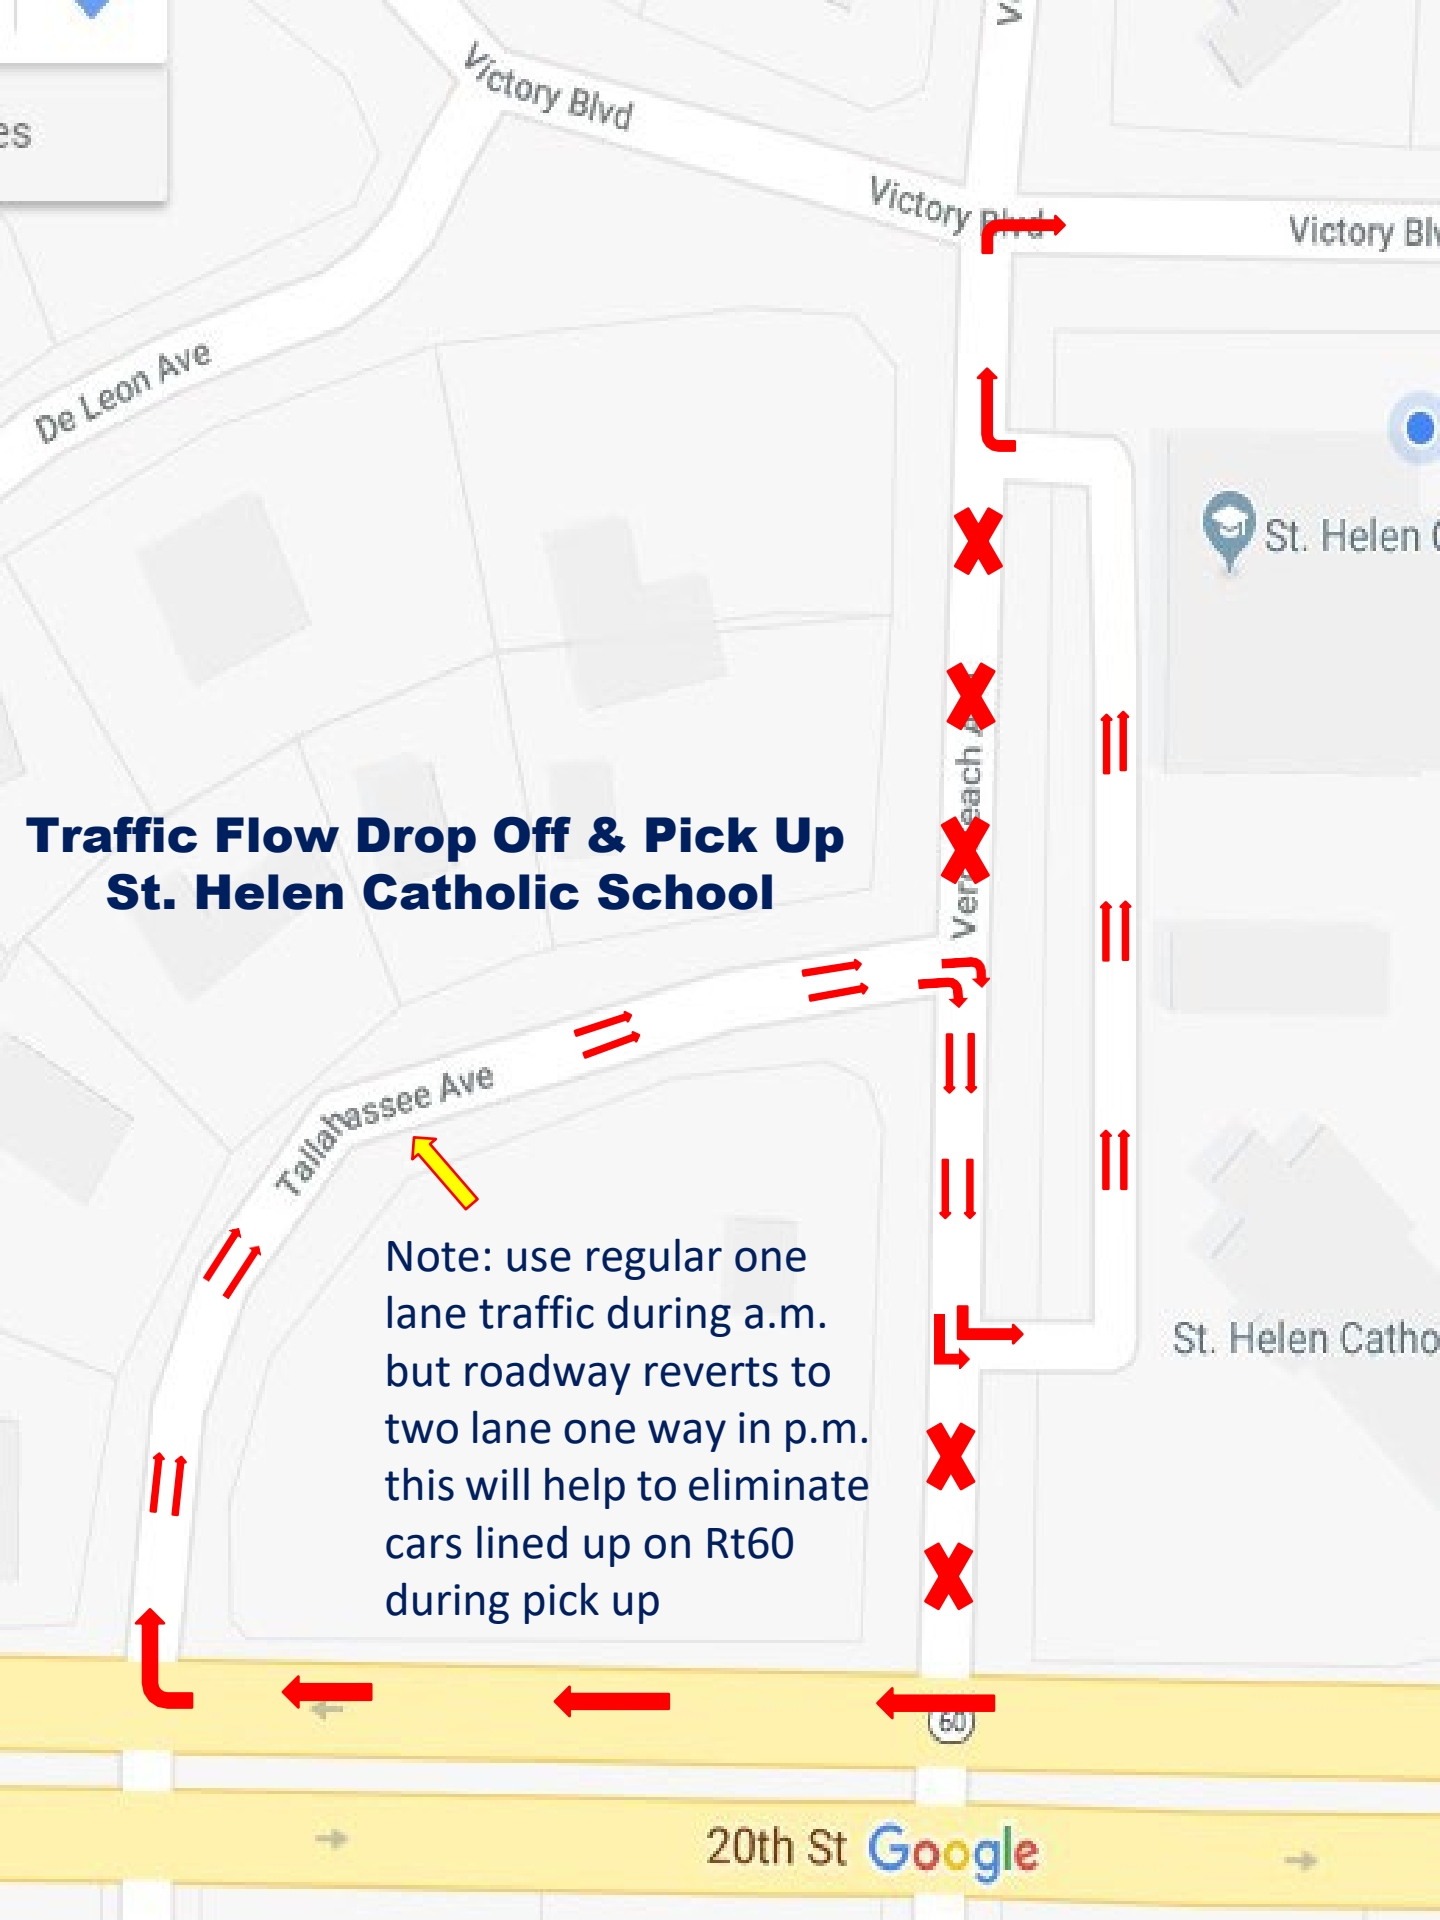 es
Victory Blvd
Victory Blvd
Victory Blv
De Leon Ave
St. Helen C
Traffic Flow Drop Off & Pick Up
St. Helen Catholic School
Tallahassee Ave
Note: use regular one
lane traffic during a.m.
but roadway reverts to
two lane one way in p.m.
this will help to eliminate
cars lined up on Rt60
during pick up
St. Helen Catho
60
20th St Google